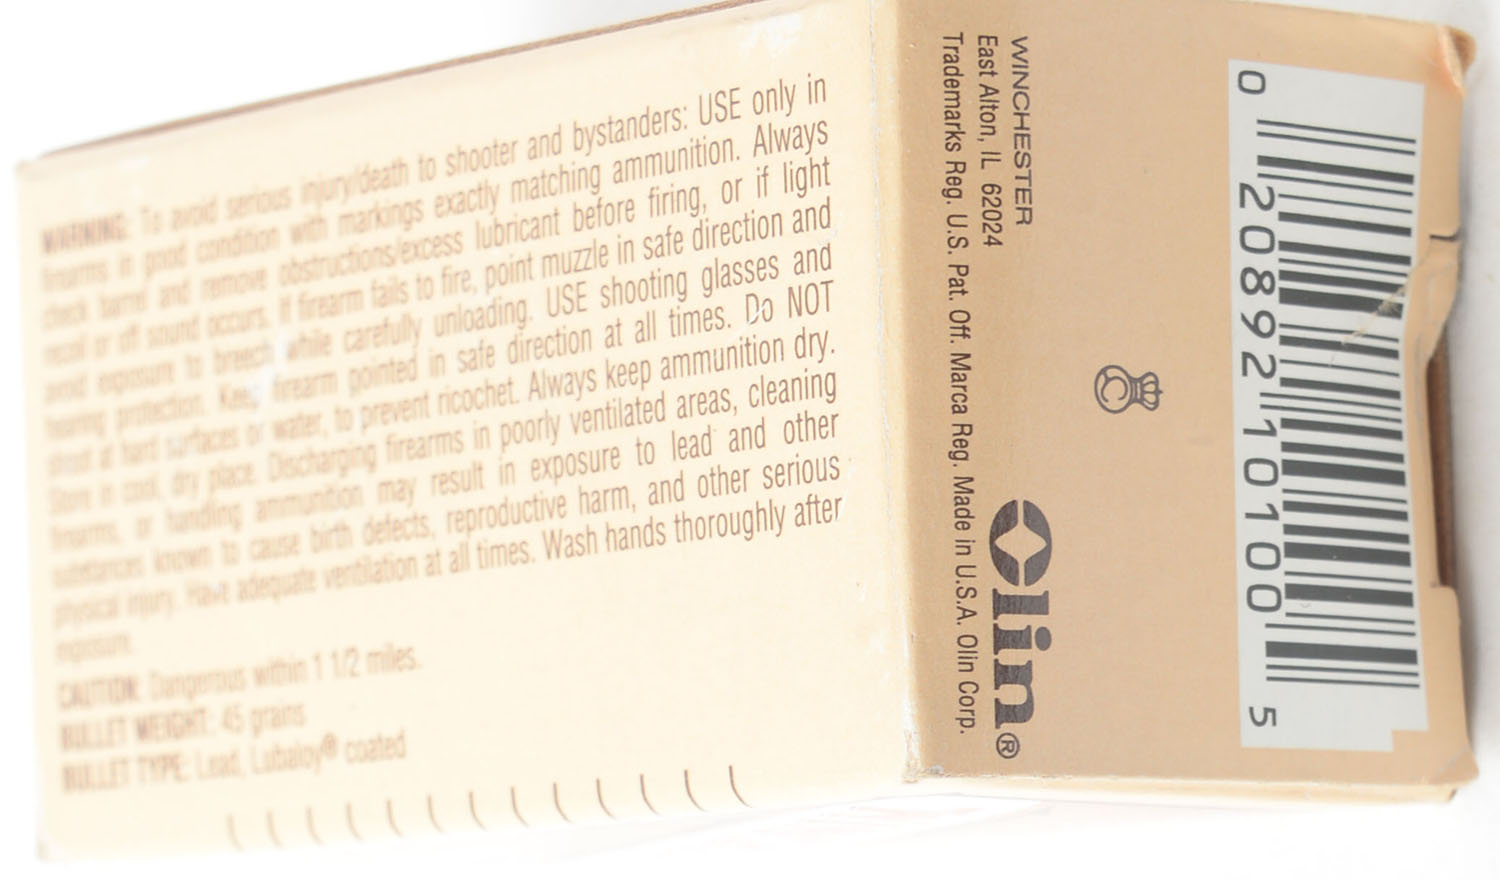 WARNING: To avoid serious injury/death to shooter and bystanders: USE only in
firearms in good condition with markings exactly matching ammunition. Always
check barrel and remove obstructions/excess lubricant before firing, or if light
recoil or off sound occurs. If firearm fails to fire, point muzzle in safe direction and
avoid exposure to breech while carefully unloading. USE shooting glasses and
hearing protection. Keep firearm pointed in safe direction at all times. Do NOT
shoot at hard surfaces or water, to prevent ricochet. Always keep ammunition dry.
Store in cool, dry place. Discharging firearms in poorly ventilated areas, cleaning
firearms, or handling ammunition may result in exposure to lead and other
substances known to cause birth defects, reproductive harm, and other serious
physical injury. Have adequate ventilation at all times. Wash hands thoroughly after
exposure.
CAUTION: Dangerous within 1 1/2 miles.
BULLET WEIGHT: 45 grains
BULLET TYPE: Lead, Lubaloy® coated
WINCHESTER
East Alton, IL 62024
Trademarks Reg. U.S. Pat. Off. Marca Reg. Made in U.S.A. Olin Corp.
Olin®
C
0 20892 10100 5